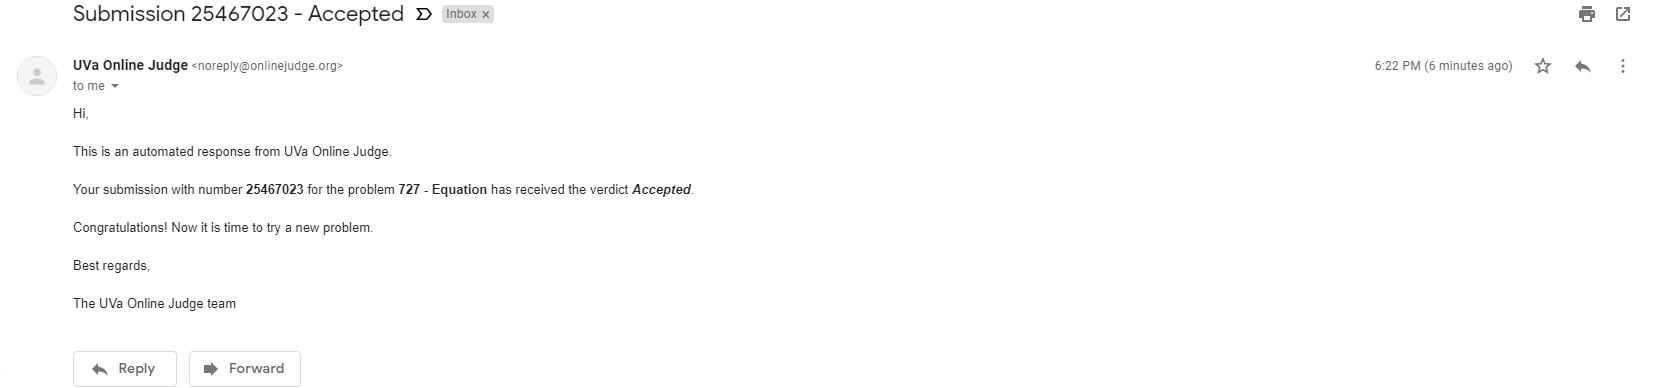 Submission 25467023 - Accepted Inbox ×
UVa Online Judge <noreply@onlinejudge.org> 6:22 PM (6 minutes ago)
to me
Hi,
This is an automated response from UVa Online Judge.
Your submission with number 25467023 for the problem 727 - Equation has received the verdict Accepted.
Congratulations! Now it is time to try a new problem.
Best regards,
The UVa Online Judge team
Reply Forward